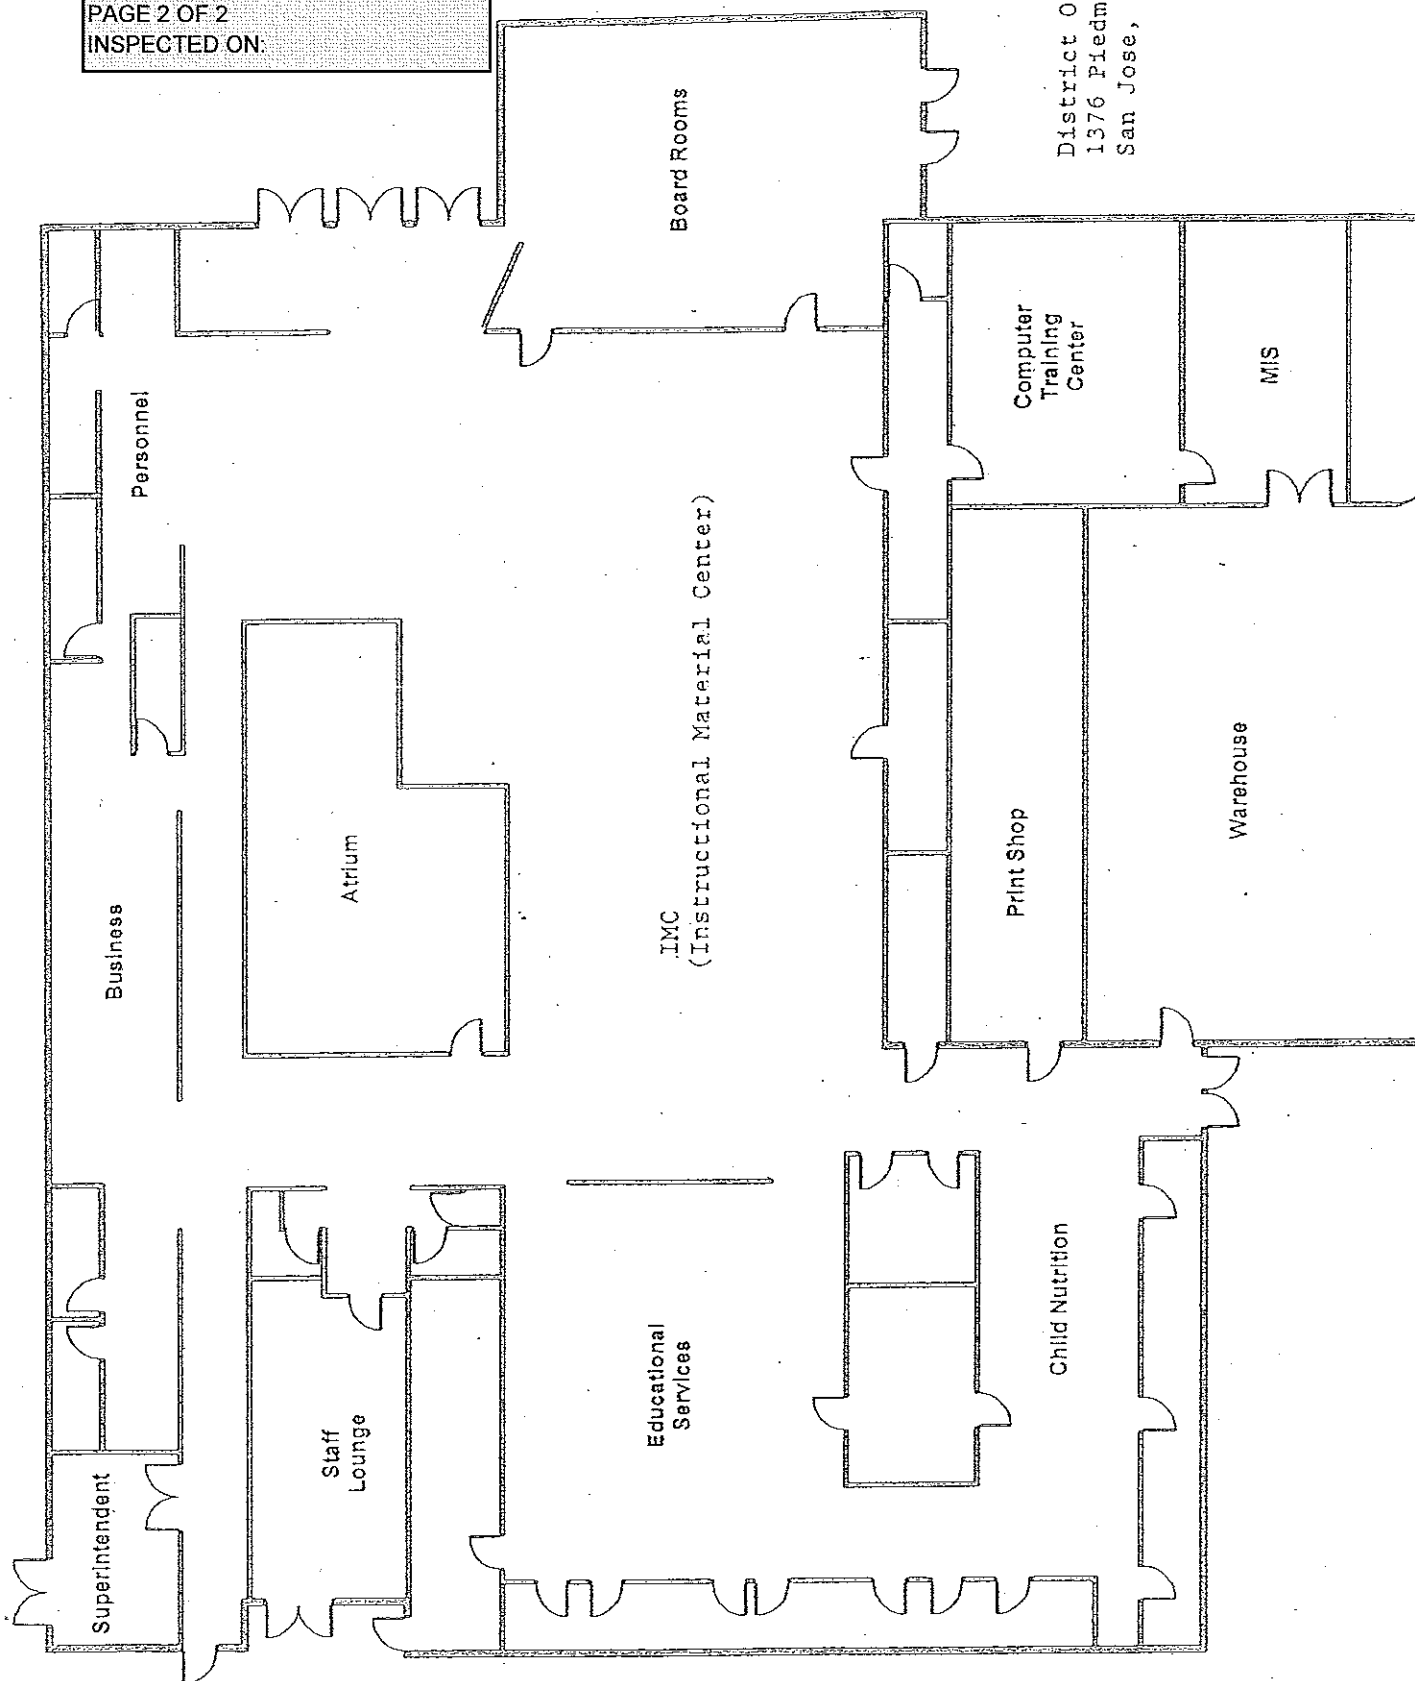 PAGE 2 OF 2
INSPECTED ON:
District O
1376 Piedm
San Jose,
Board Rooms
Personnel
Computer
Training
Center
MIS
IMC
(Instructional Material Center)
Atrium
Business
Print Shop
Warehouse
Superintendent
Staff
Lounge
Educational
Services
Child Nutrition